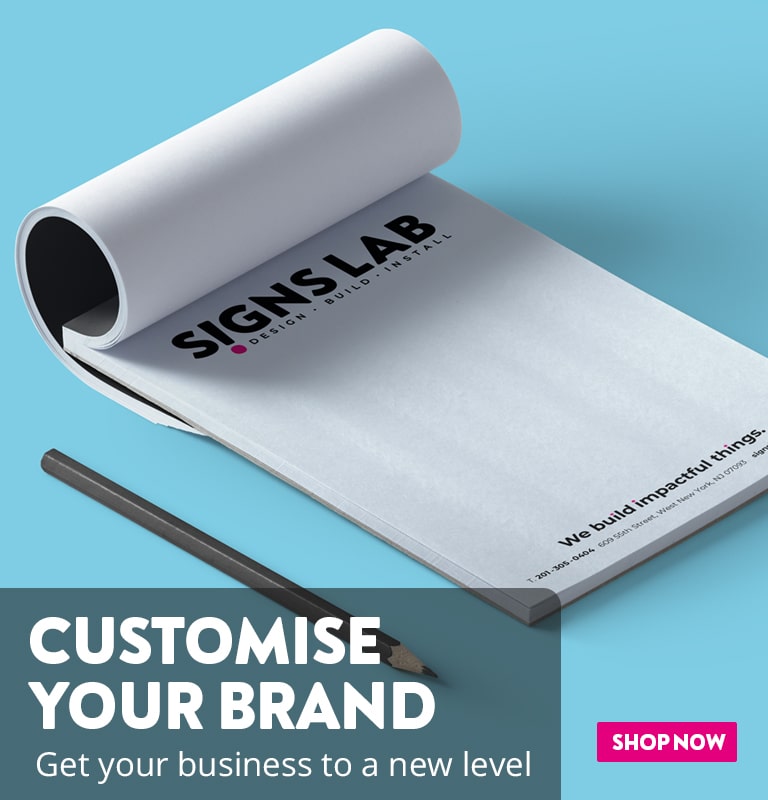 SIGNS LAB
DESIGN · BUILD · INSTALL
We build impactful things.
T. 201-305-0404 609 55th Street, West New York, NJ 07093
CUSTOMISE
YOUR BRAND
Get your business to a new level
SHOP NOW